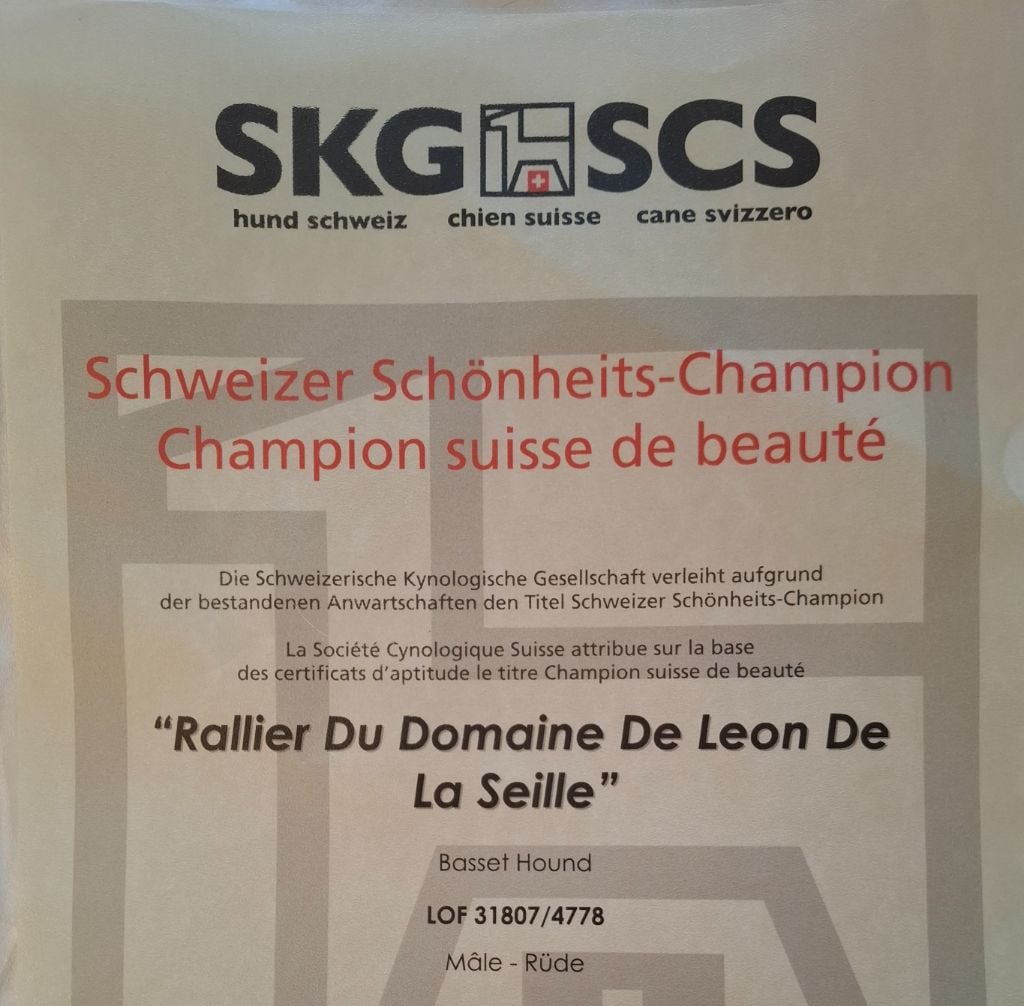 SKG SCS
hund schweiz chien suisse cane svizzero
Schweizer Schönheits-Champion
Champion suisse de beauté
Die Schweizerische Kynologische Gesellschaft verleiht aufgrund
der bestandenen Anwartschaften den Titel Schweizer Schönheits-Champion
La Société Cynologique Suisse attribue sur la base
des certificats d'aptitude le titre Champion suisse de beauté
“Rallier Du Domaine De Leon De
La Seille”
Basset Hound
LOF 31807/4778
Mâle - Rüde